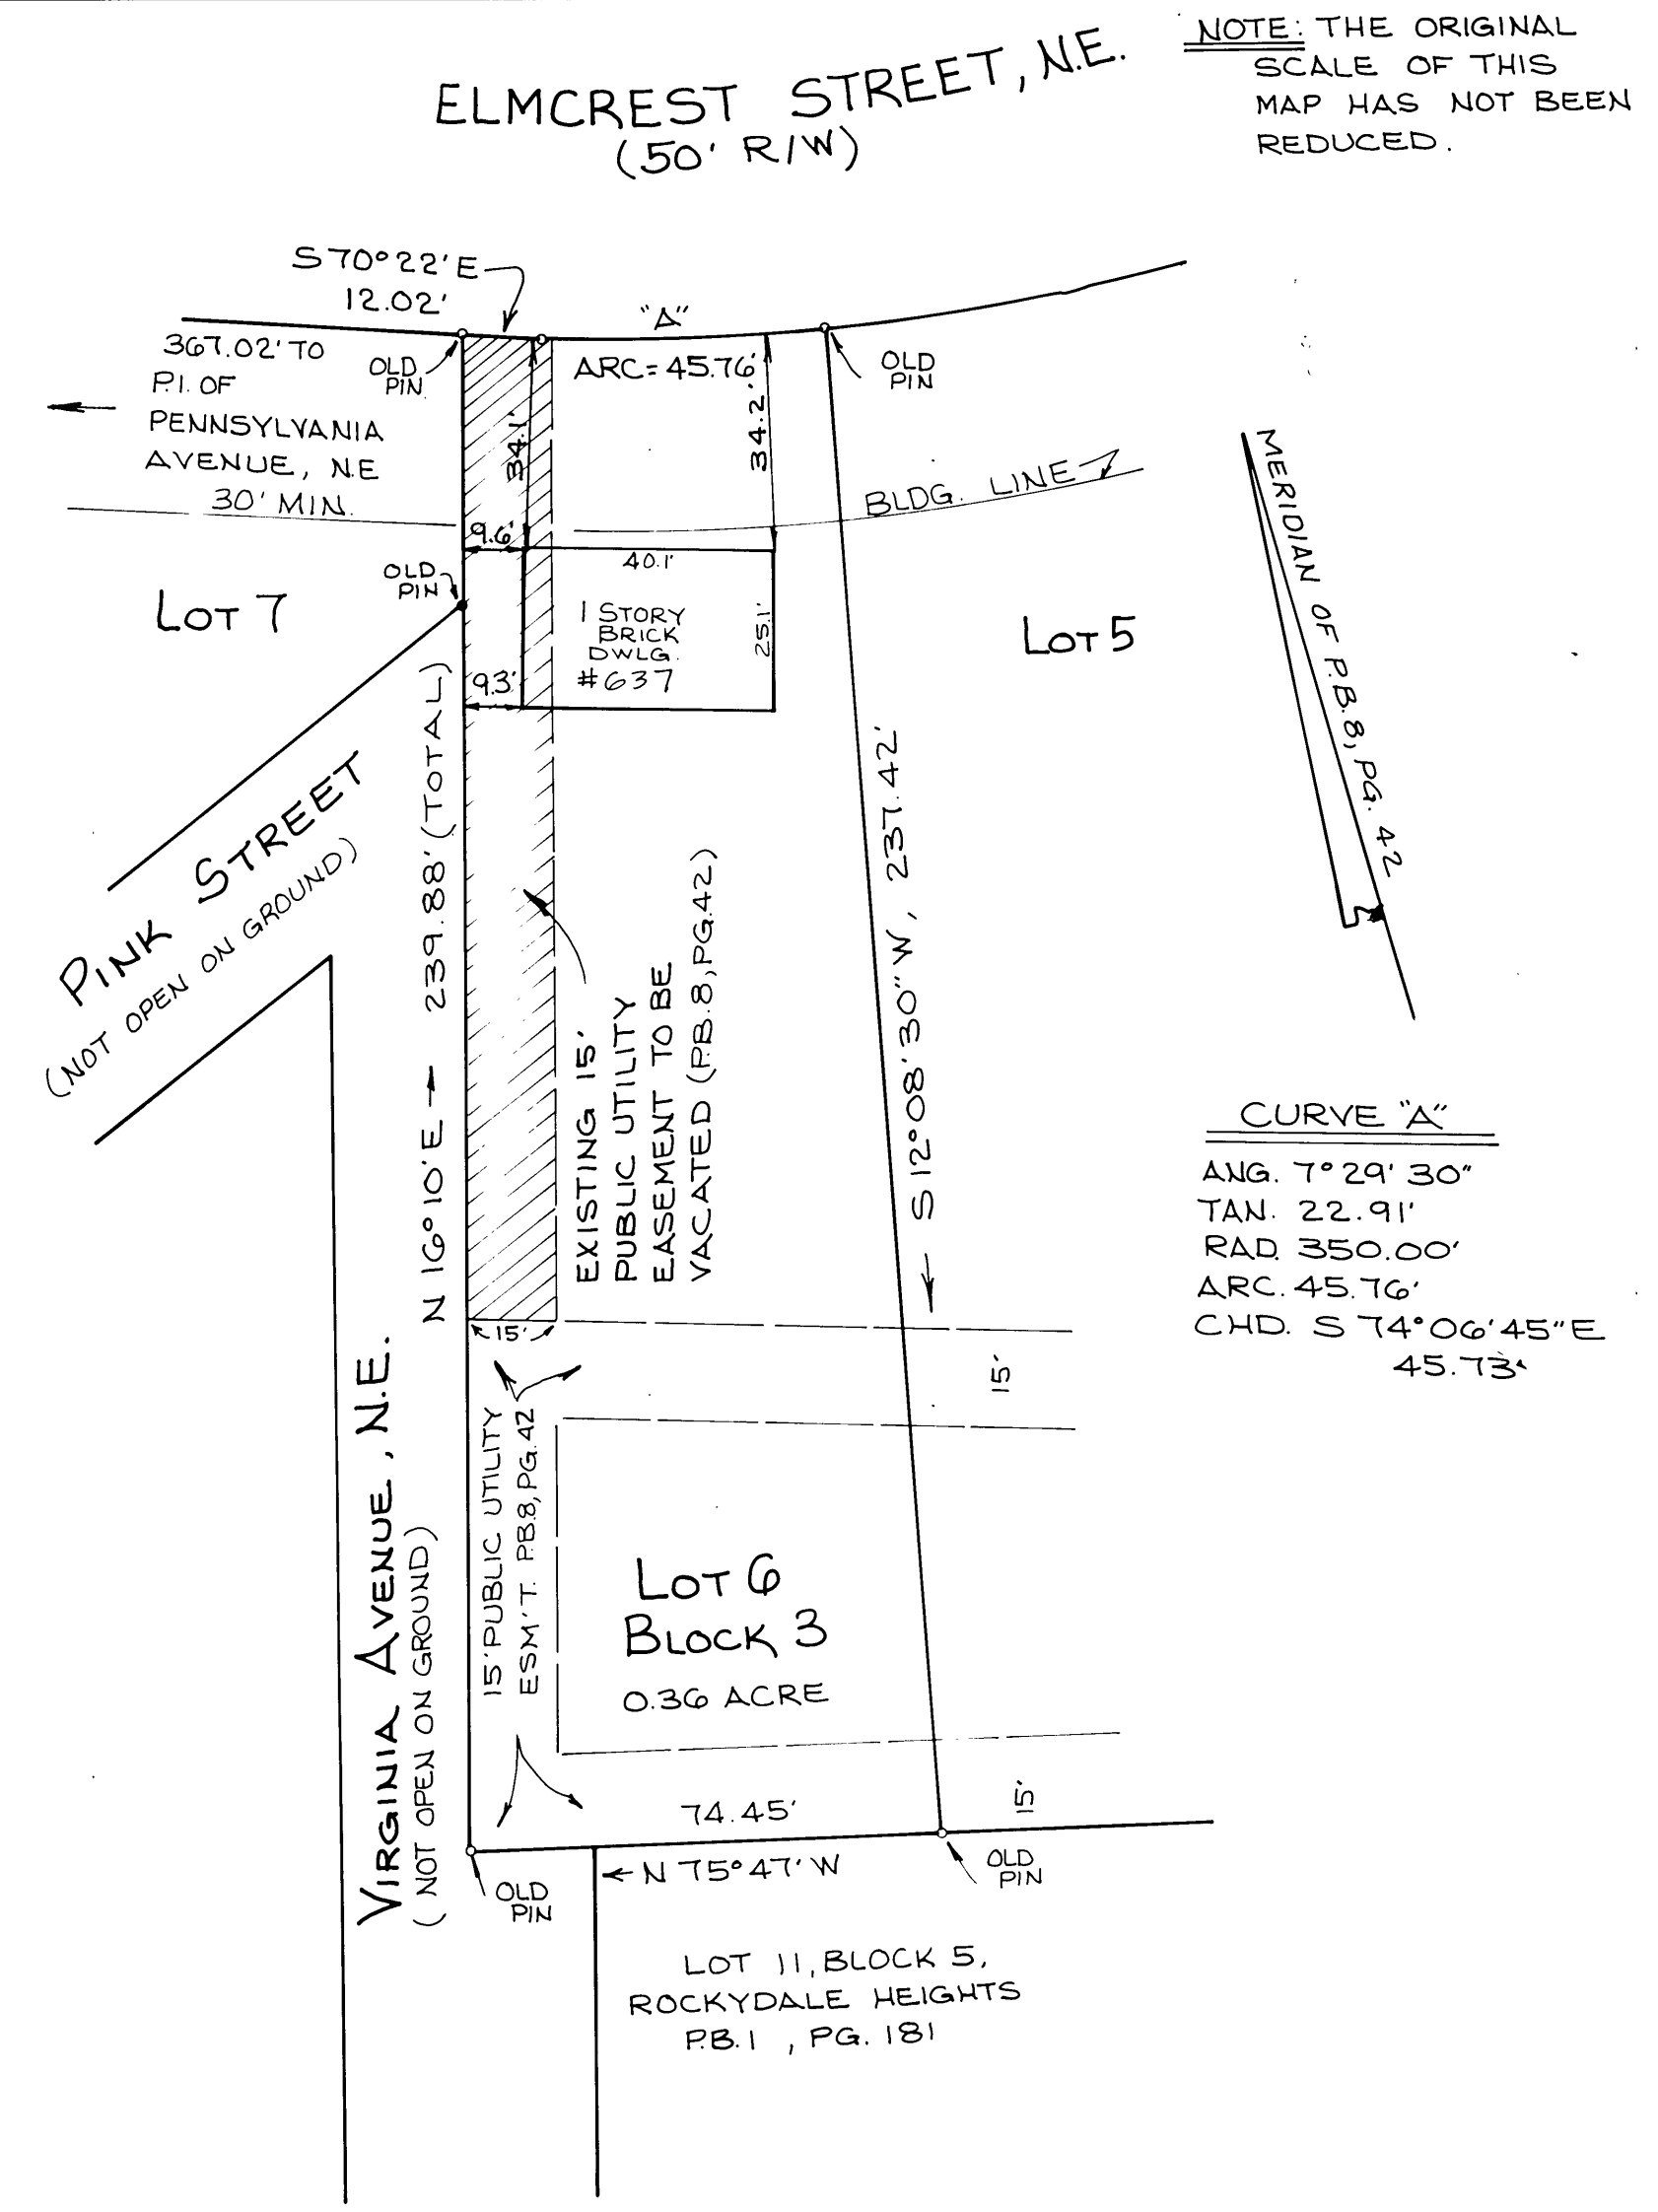 ELMCREST STREET, N.E.
(50' R/W)
NOTE: THE ORIGINAL
SCALE OF THIS
MAP HAS NOT BEEN
REDUCED.
S 70°22' E
12.02'
"A"
ARC = 45.76'
367.02' TO
P.I. OF
PENNSYLVANIA
AVENUE, N.E
30' MIN.
OLD
PIN
OLD
PIN
34.1'
34.2'
BLDG. LINE
9.6'
40.1'
OLD
PIN
LOT 7
1 STORY
BRICK
DWLG.
#637
25.1'
9.3'
LOT 5
MERIDIAN OF P.B.8, PG. 42
PINK STREET
(NOT OPEN ON GROUND)
N 16°10' E → 239.88' (TOTAL)
EXISTING 15'
PUBLIC UTILITY
EASEMENT TO BE
VACATED (P.B.8, PG.42)
← S 12°08'30" W, 237.42'
CURVE "A"
ANG. 7°29'30"
TAN. 22.91'
RAD. 350.00'
ARC. 45.76'
CHD. S 74°06'45" E
45.73'
15'
15'
15' PUBLIC UTILITY
ESM'T. P.B.8, PG.42
VIRGINIA AVENUE, N.E.
(NOT OPEN ON GROUND)
LOT 6
BLOCK 3
0.36 ACRE
74.45'
15'
← N 75°47' W
OLD
PIN
OLD
PIN
LOT 11, BLOCK 5,
ROCKYDALE HEIGHTS
P.B.1 , PG. 181